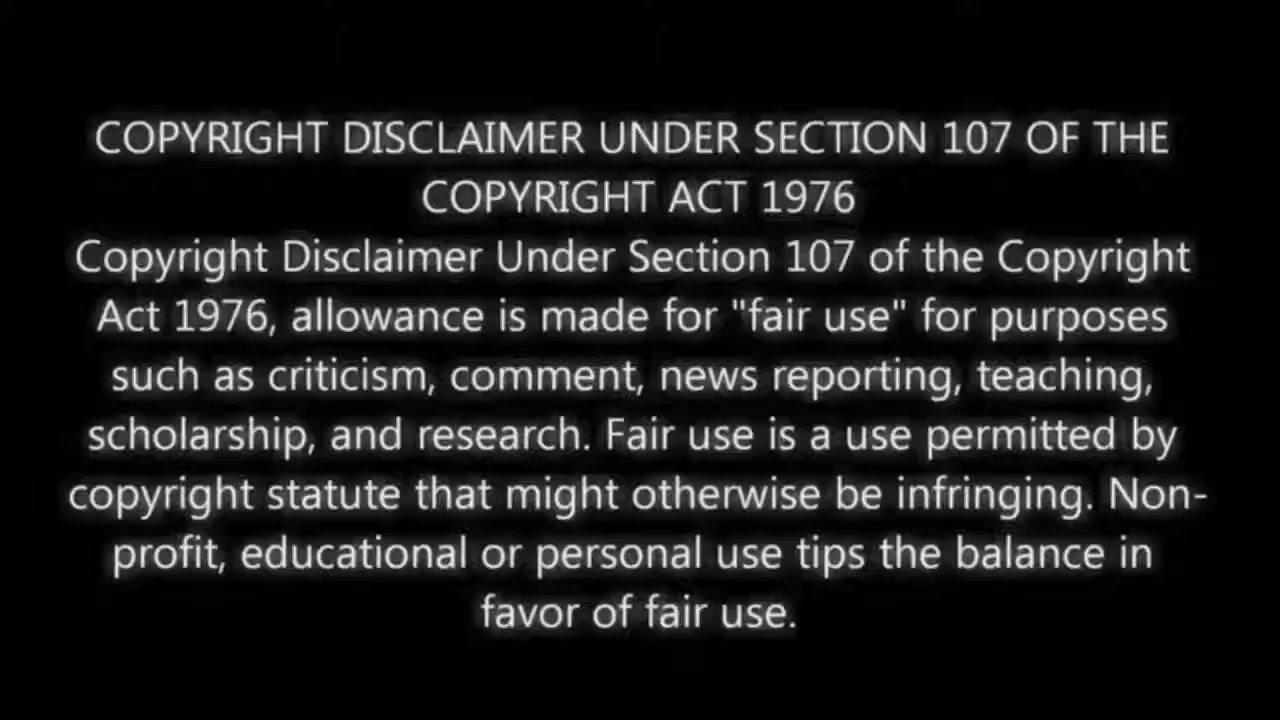 COPYRIGHT DISCLAIMER UNDER SECTION 107 OF THE
COPYRIGHT ACT 1976
Copyright Disclaimer Under Section 107 of the Copyright
Act 1976, allowance is made for "fair use" for purposes
such as criticism, comment, news reporting, teaching,
scholarship, and research. Fair use is a use permitted by
copyright statute that might otherwise be infringing. Non-
profit, educational or personal use tips the balance in
favor of fair use.